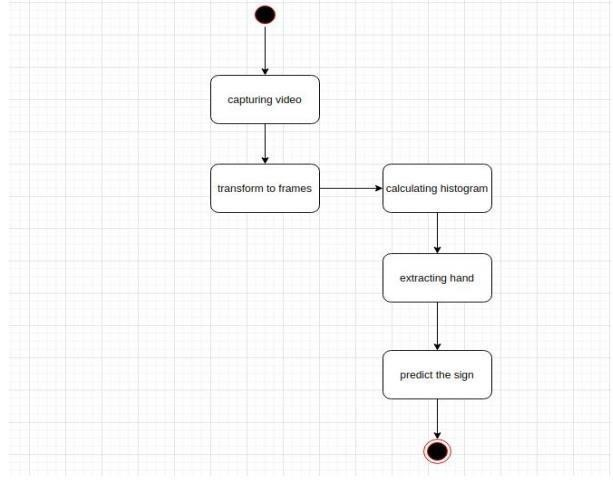 capturing video
transform to frames
calculating histogram
extracting hand
predict the sign